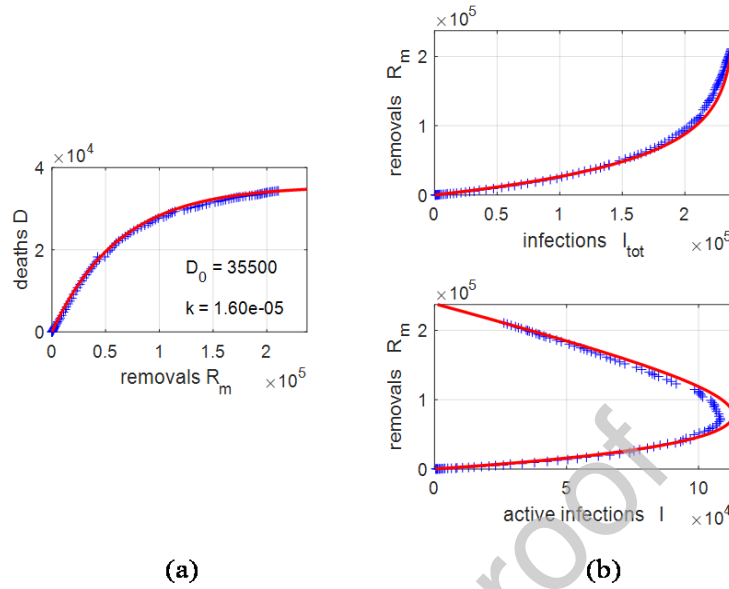 ×10^4
4
2
0
deaths D
D_0 = 35500
k = 1.60e-05
0 0.5 1 1.5 2
removals R_m ×10^5
×10^5
2
1
0
removals R_m
0 0.5 1 1.5 2
infections I_tot ×10^5
×10^5
2
1
0
removals R_m
0 5 10
active infections I ×10^4
(a) (b)
roof